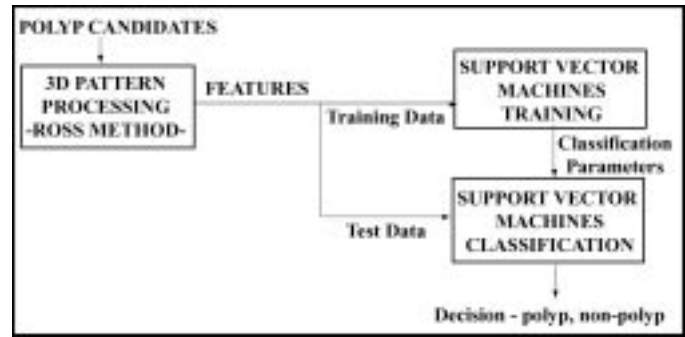 POLYP CANDIDATES
3D PATTERN
PROCESSING
-ROSS METHOD-
FEATURES
Training Data
SUPPORT VECTOR
MACHINES
TRAINING
Classification
Parameters
Test Data
SUPPORT VECTOR
MACHINES
CLASSIFICATION
Decision - polyp, non-polyp